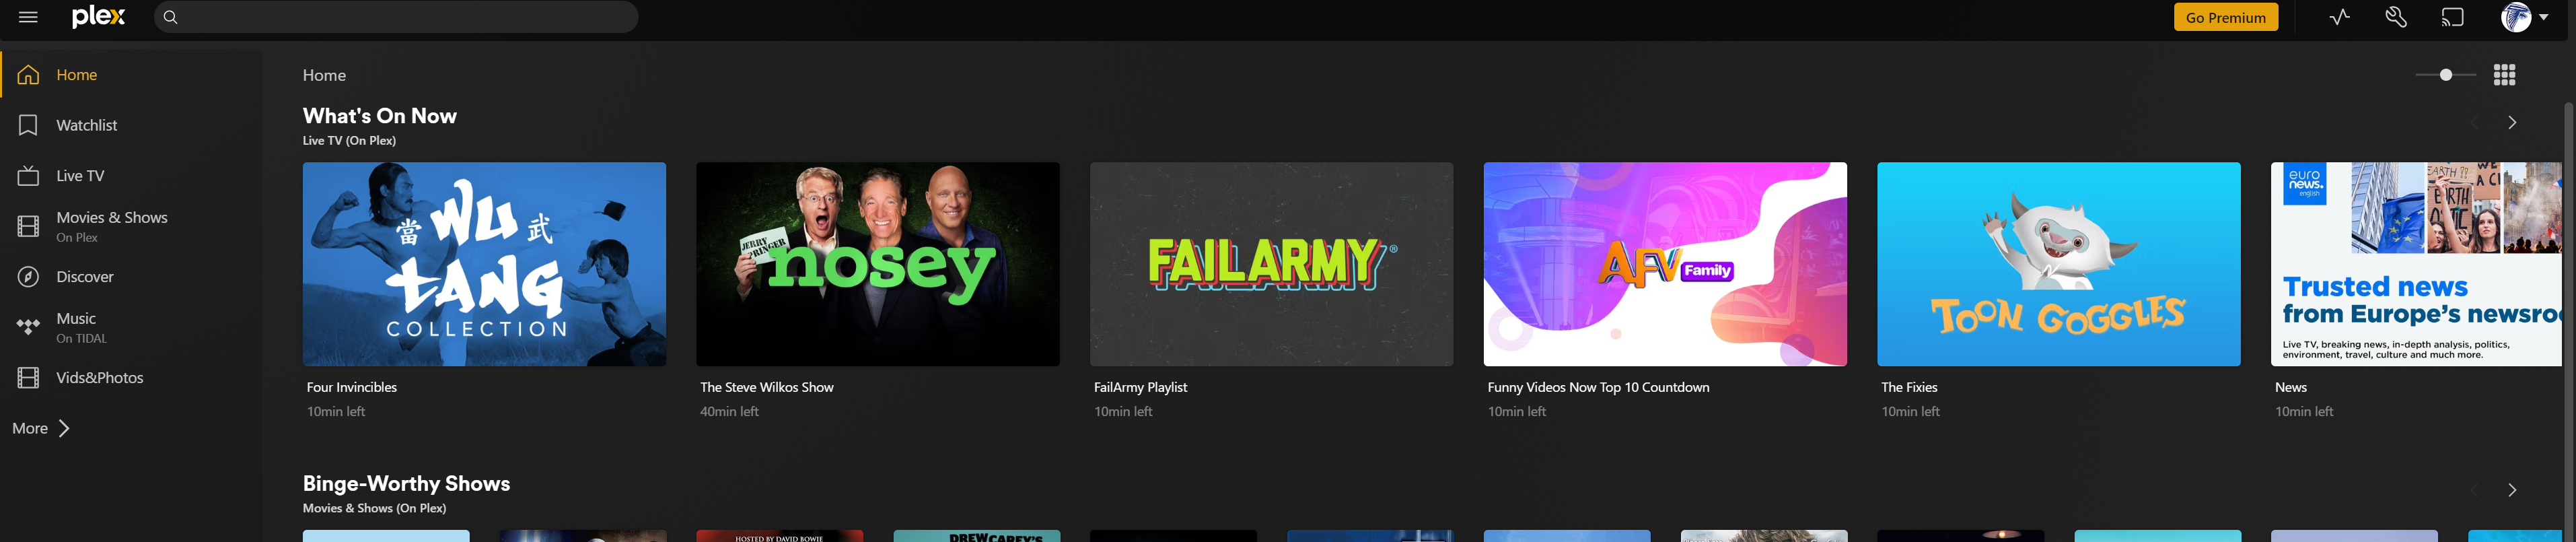 plex
Go Premium
Home
Watchlist
Live TV
Movies & Shows
On Plex
Discover
Music
On TIDAL
Vids&Photos
More
Home
What's On Now
Live TV (On Plex)
當 WU 武
TANG
COLLECTION
Four Invincibles
10min left
JERRY
SPRINGER
nosey
The Steve Wilkos Show
40min left
FAILARMY®
FailArmy Playlist
10min left
AFV Family
Funny Videos Now Top 10 Countdown
10min left
TOON GOGGLES
The Fixies
10min left
euro
news.
english
EARTH
Trusted news
from Europe's newsroo
Live TV, breaking news, in-depth analysis, politics,
environment, travel, culture and much more.
News
10min left
Binge-Worthy Shows
Movies & Shows (On Plex)
HOSTED BY DAVID BOWIE
DREW CAREY'S